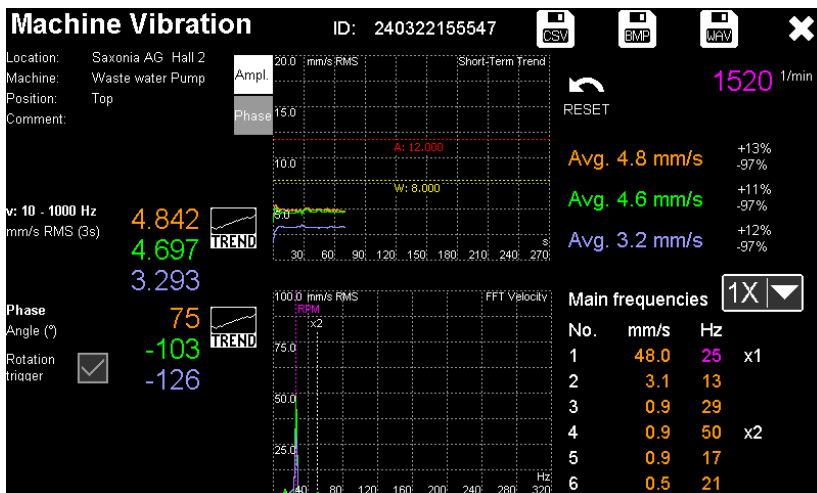 Machine Vibration
ID: 240322155547
CSV
BMP
WAV
Location: Saxonia AG Hall 2
Machine: Waste water Pump
Position: Top
Comment:
Ampl.
Phase
20.0 mm/s RMS Short-Term Trend
15.0
A: 12.000
10.0
W: 8.000
5.0
s
30 60 90 120 150 180 210 240 270
RESET
1520 1/min
Avg. 4.8 mm/s +13% -97%
Avg. 4.6 mm/s +11% -97%
Avg. 3.2 mm/s +12% -97%
v: 10 - 1000 Hz
mm/s RMS (3s)
4.842
4.697
3.293
TREND
Phase
Angle (°)
75
-103
-126
TREND
Rotation
trigger
100.0 mm/s RMS FFT Velocity
RPM
x2
75.0
50.0
25.0
Hz
40 80 120 160 200 240 280 320
Main frequencies 1X
No. mm/s Hz
1 48.0 25 x1
2 3.1 13
3 0.9 29
4 0.9 50 x2
5 0.9 17
6 0.5 21